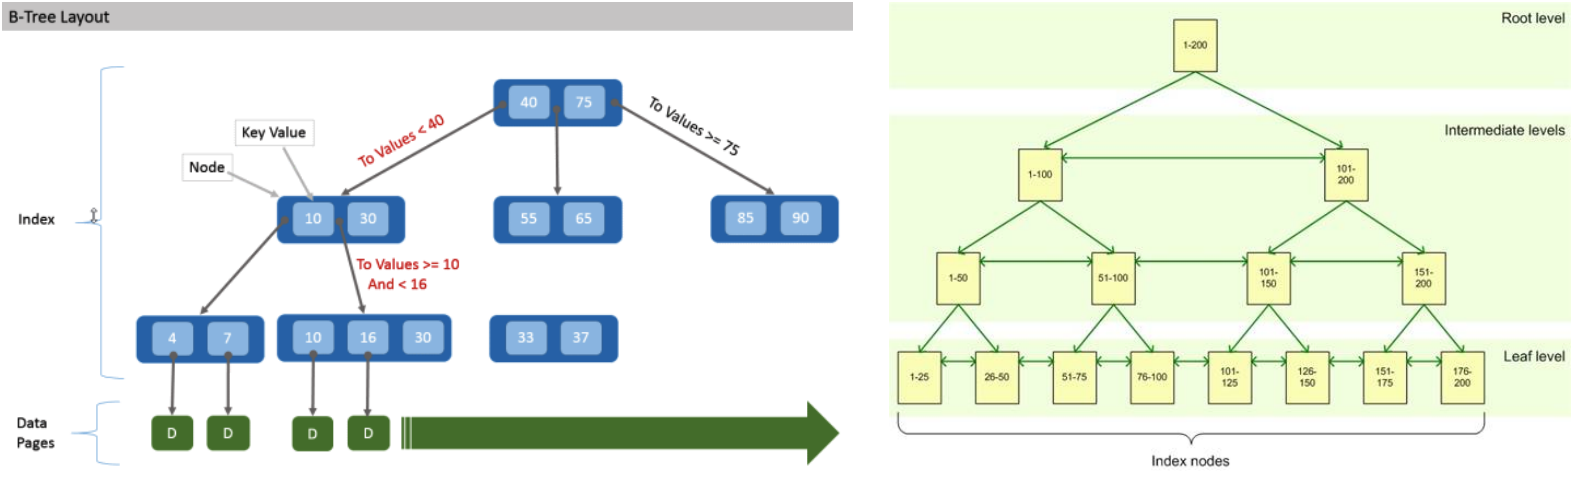 B-Tree Layout
40 75
To Values < 40
To Values >= 75
Key Value
Node
Index
10 30
55 65
85 90
To Values >= 10
And < 16
4 7
10 16 30
33 37
Data
Pages
D D D D
Root level
1-200
Intermediate levels
1-100
101-
200
1-50
51-100
101-
150
151-
200
Leaf level
1-25
26-50
51-75
76-100
101-
125
126-
150
151-
175
176-
200
Index nodes